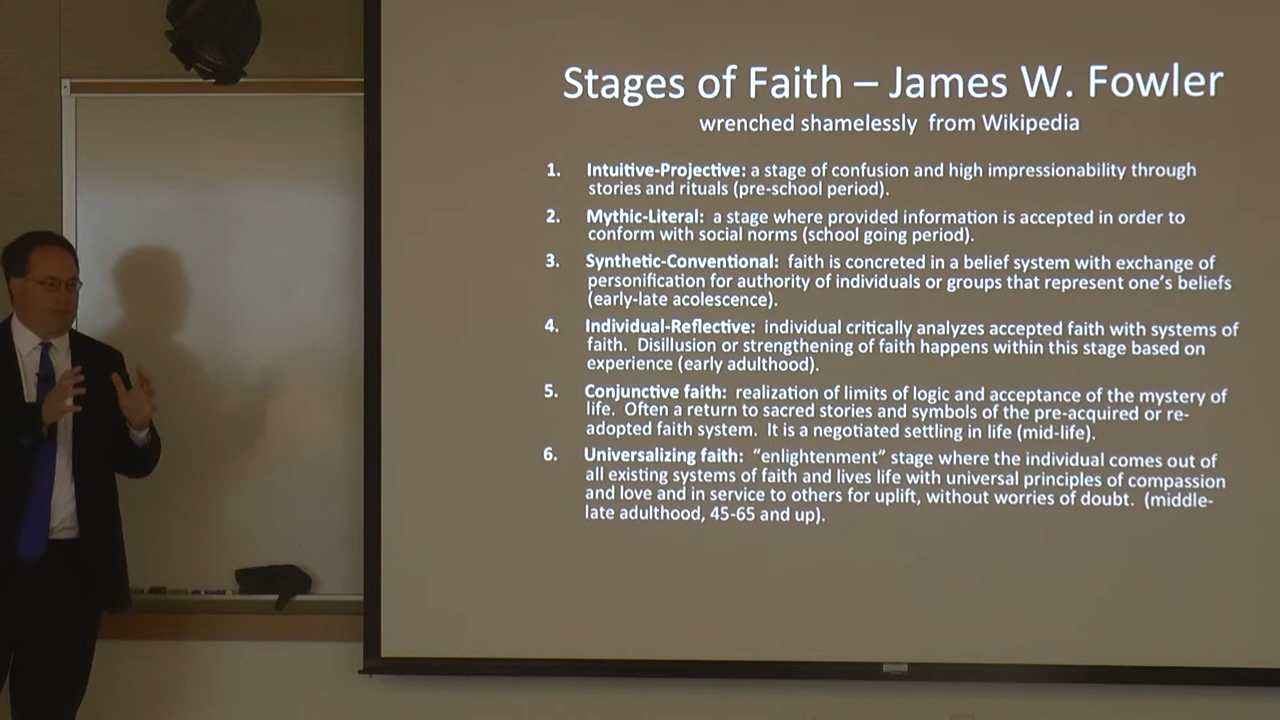 Stages of Faith – James W. Fowler
wrenched shamelessly from Wikipedia
1. Intuitive-Projective: a stage of confusion and high impressionability through
stories and rituals (pre-school period).
2. Mythic-Literal: a stage where provided information is accepted in order to
conform with social norms (school going period).
3. Synthetic-Conventional: faith is concreted in a belief system with exchange of
personification for authority of individuals or groups that represent one's beliefs
(early-late acolescence).
4. Individual-Reflective: individual critically analyzes accepted faith with systems of
faith. Disillusion or strengthening of faith happens within this stage based on
experience (early adulthood).
5. Conjunctive faith: realization of limits of logic and acceptance of the mystery of
life. Often a return to sacred stories and symbols of the pre-acquired or re-
adopted faith system. It is a negotiated settling in life (mid-life).
6. Universalizing faith: "enlightenment" stage where the individual comes out of
all existing systems of faith and lives life with universal principles of compassion
and love and in service to others for uplift, without worries of doubt. (middle-
late adulthood, 45-65 and up).